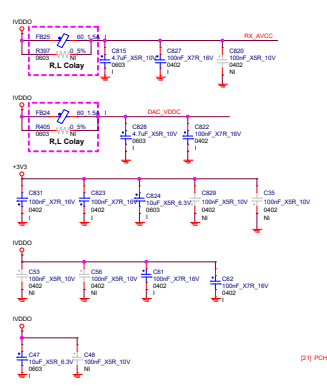 IVDDO
FB25 60_1.5A RX_AVCC
R397 0_5%
0603 NI
R,L Colay
C815 4.7uF_X5R_10V 0603 I
C827 100nF_X7R_16V 0402 I
C820 100nF_X5R_10V 0402 NI
IVDDO
FB24 60_1.5A I DAC_VDDC
R405 0_5%
0603 NI
R,L Colay
C828 4.7uF_X5R_10V 0603 I
C822 100nF_X7R_16V 0402 I
+3V3
C831 100nF_X7R_16V 0402 I
C823 100nF_X7R_16V 0402 I
C824 10uF_X5R_6.3V 0603 I
C829 100nF_X5R_10V 0402 NI
C35 100nF_X5R_10V 0402 NI
IVDDO
C53 100nF_X5R_10V 0402 NI
C56 100nF_X5R_10V 0402 NI
C61 100nF_X7R_16V 0402 I
C62 100nF_X7R_16V 0402 I
IVDDO
C47 10uF_X5R_6.3V 0603 I
C48 100nF_X5R_10V 0402 NI
[21] PCH